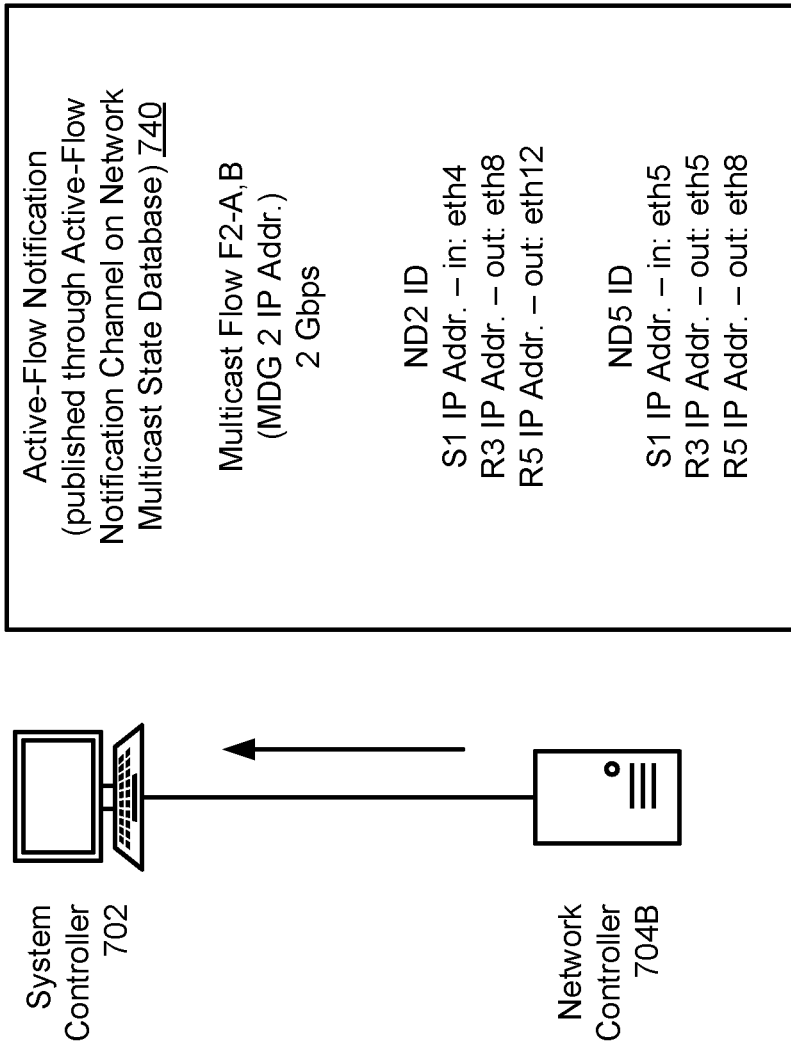 System
Controller
702
Network
Controller
704B
Active-Flow Notification
(published through Active-Flow
Notification Channel on Network
Multicast State Database) 740
Multicast Flow F2-A,B
(MDG 2 IP Addr.)
2 Gbps
ND2 ID
S1 IP Addr. – in: eth4
R3 IP Addr. – out: eth8
R5 IP Addr. – out: eth12
ND5 ID
S1 IP Addr. – in: eth5
R3 IP Addr. – out: eth5
R5 IP Addr. – out: eth8